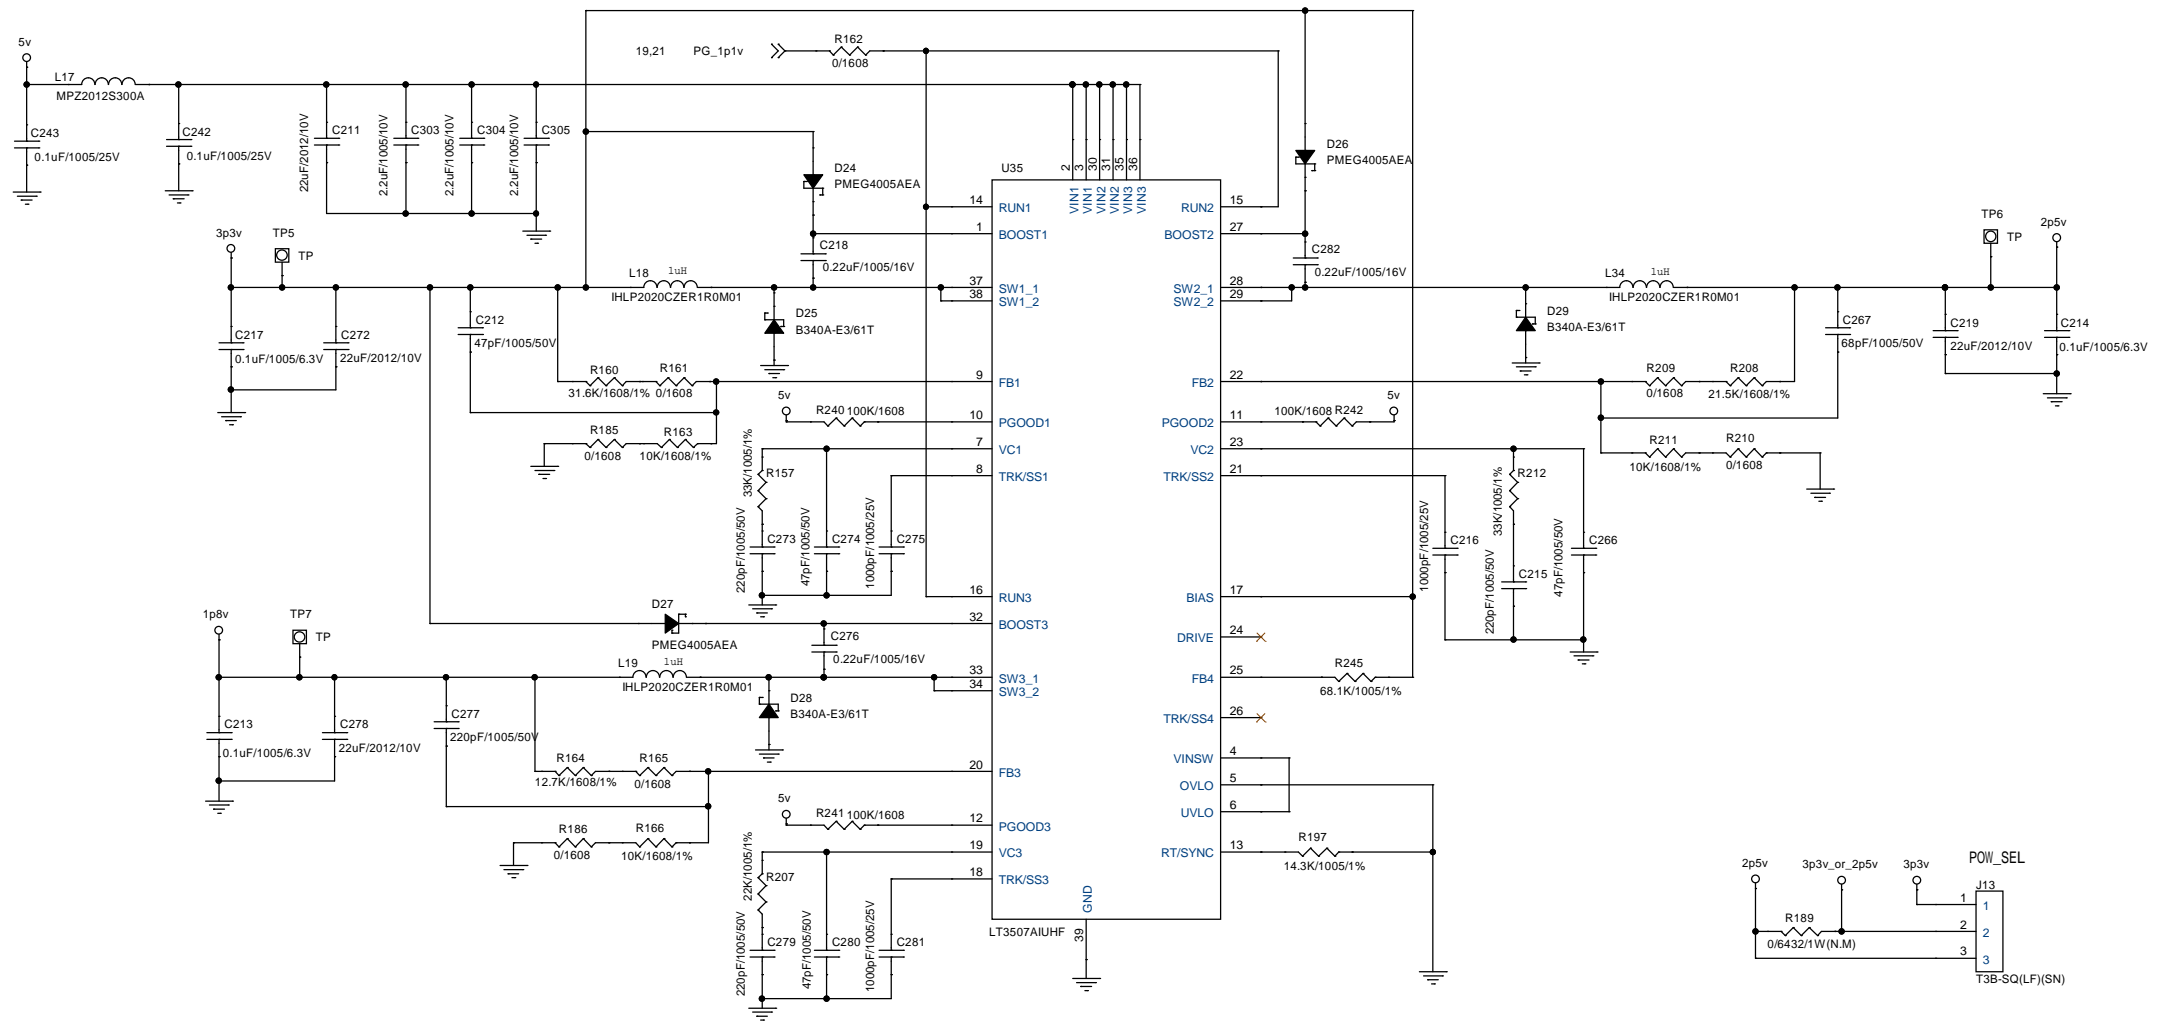 5v
L17
MPZ2012S300A
C243
0.1uF/1005/25V
C242
0.1uF/1005/25V
C211
22uF/2012/10V
C303
2.2uF/1005/10V
C304
2.2uF/1005/10V
C305
2.2uF/1005/10V
19,21 PG_1p1v
R162
0/1608
D24
PMEG4005AEA
D26
PMEG4005AEA
U35
2 VIN1
3 VIN1
30 VIN2
31 VIN2
35 VIN3
36 VIN3
14 RUN1
1 BOOST1
37 SW1_1
38 SW1_2
9 FB1
10 PGOOD1
7 VC1
8 TRK/SS1
16 RUN3
32 BOOST3
33 SW3_1
34 SW3_2
20 FB3
12 PGOOD3
19 VC3
18 TRK/SS3
RUN2 15
BOOST2 27
SW2_1 28
SW2_2 29
FB2 22
PGOOD2 11
VC2 23
TRK/SS2 21
BIAS 17
DRIVE 24
FB4 25
TRK/SS4 26
VINSW 4
OVLO 5
UVLO 6
RT/SYNC 13
GND 39
LT3507AIUHF
C218
0.22uF/1005/16V
C282
0.22uF/1005/16V
3p3v
TP5
TP
L18 1uH
IHLP2020CZER1R0M01
D25
B340A-E3/61T
C217
0.1uF/1005/6.3V
C272
22uF/2012/10V
C212
47pF/1005/50V
R160
31.6K/1608/1%
R161
0/1608
R185
0/1608
R163
10K/1608/1%
5v
R240 100K/1608
R157
33K/1005/1%
C273
220pF/1005/50V
C274
47pF/1005/50V
C275
1000pF/1005/25V
TP6
TP
2p5v
L34 1uH
IHLP2020CZER1R0M01
D29
B340A-E3/61T
C267
68pF/1005/50V
C219
22uF/2012/10V
C214
0.1uF/1005/6.3V
R209
0/1608
R208
21.5K/1608/1%
R211
10K/1608/1%
R210
0/1608
100K/1608 R242
5v
C216
1000pF/1005/25V
R212
33K/1005/1%
C215
220pF/1005/50V
C266
47pF/1005/50V
R245
68.1K/1005/1%
R197
14.3K/1005/1%
D27
PMEG4005AEA
C276
0.22uF/1005/16V
1p8v
TP7
TP
L19 1uH
IHLP2020CZER1R0M01
D28
B340A-E3/61T
C213
0.1uF/1005/6.3V
C278
22uF/2012/10V
C277
220pF/1005/50V
R164
12.7K/1608/1%
R165
0/1608
R186
0/1608
R166
10K/1608/1%
5v
R241 100K/1608
R207
22K/1005/1%
C279
220pF/1005/50V
C280
47pF/1005/50V
C281
1000pF/1005/25V
2p5v
3p3v_or_2p5v
3p3v
POW_SEL
J13
1 1
2 2
3 3
R189
0/6432/1W(N.M)
T3B-SQ(LF)(SN)